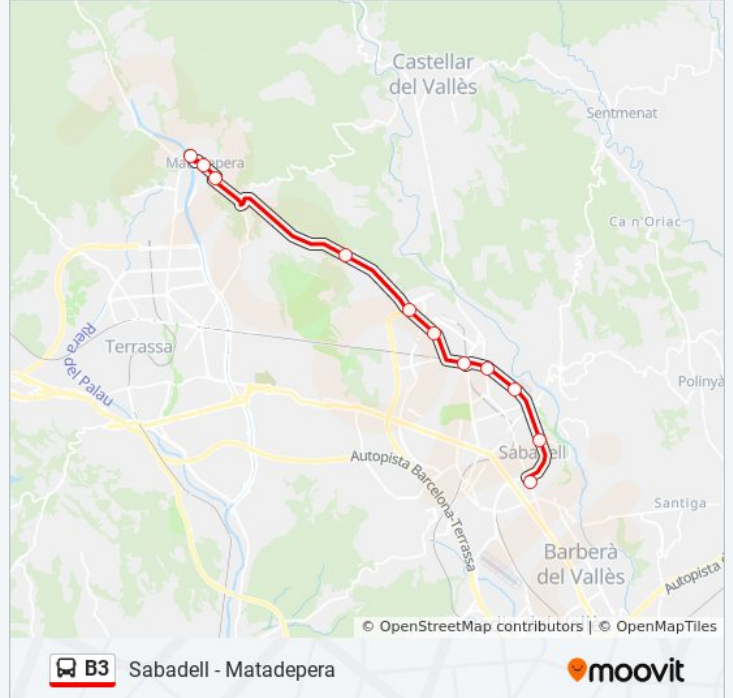 Castellar
del Vallès
Sentmenat
Matadepera
Ca n'Oriac
Terrassa
Riera del Palau
Polinyà
Sabadell
Autopista Barcelona-Terrassa
Santiga
Barberà
del Vallès
Autopista
© OpenStreetMap contributors | © OpenMapTiles
B3 Sabadell - Matadepera
moovit